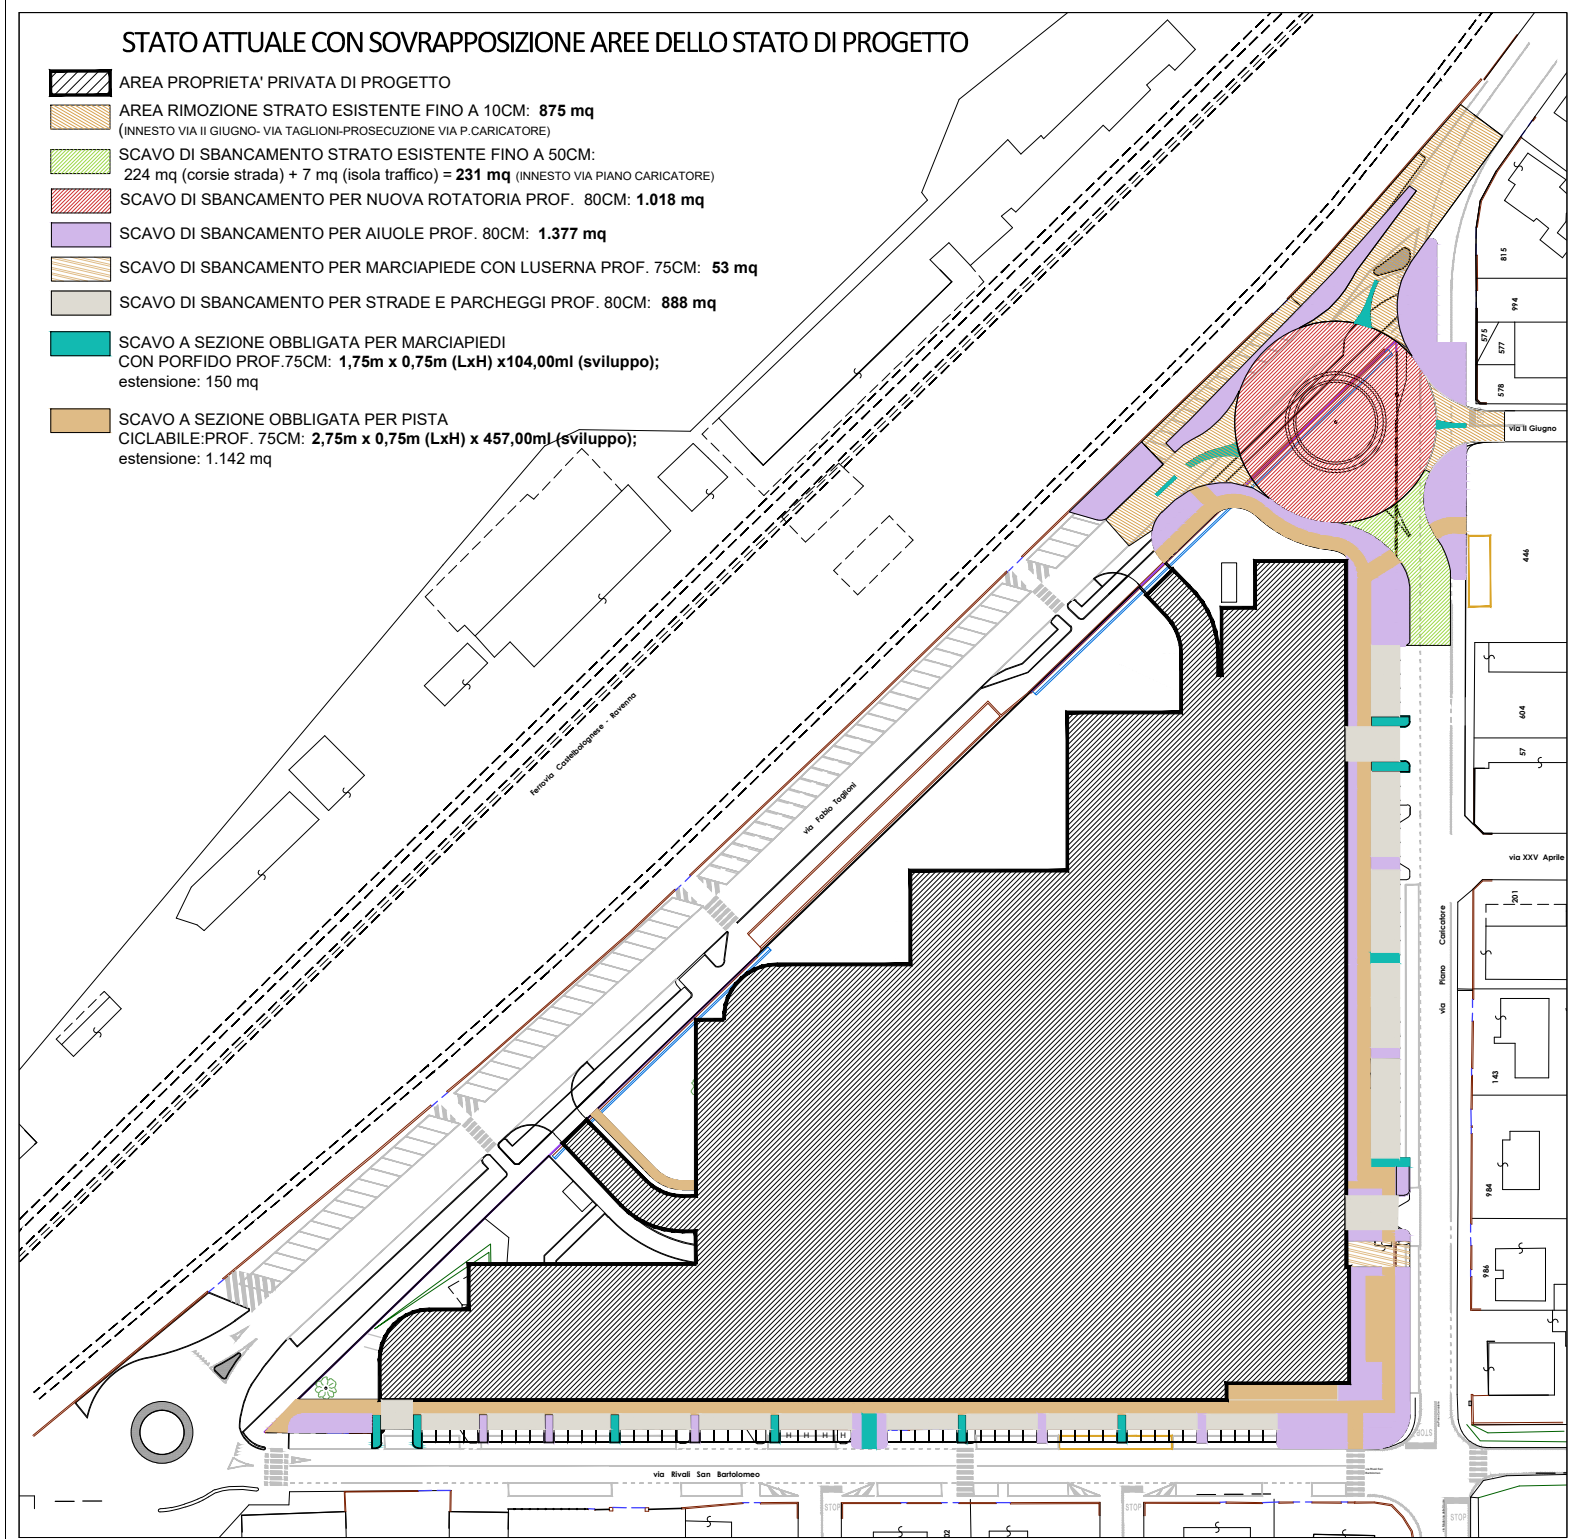 STATO ATTUALE CON SOVRAPPOSIZIONE AREE DELLO STATO DI PROGETTO
AREA PROPRIETA' PRIVATA DI PROGETTO
AREA RIMOZIONE STRATO ESISTENTE FINO A 10CM: 875 mq
(INNESTO VIA II GIUGNO- VIA TAGLIONI-PROSECUZIONE VIA P.CARICATORE)
SCAVO DI SBANCAMENTO STRATO ESISTENTE FINO A 50CM:
224 mq (corsie strada) + 7 mq (isola traffico) = 231 mq (INNESTO VIA PIANO CARICATORE)
SCAVO DI SBANCAMENTO PER NUOVA ROTATORIA PROF. 80CM: 1.018 mq
SCAVO DI SBANCAMENTO PER AIUOLE PROF. 80CM: 1.377 mq
SCAVO DI SBANCAMENTO PER MARCIAPIEDE CON LUSERNA PROF. 75CM: 53 mq
SCAVO DI SBANCAMENTO PER STRADE E PARCHEGGI PROF. 80CM: 888 mq
SCAVO A SEZIONE OBBLIGATA PER MARCIAPIEDI
CON PORFIDO PROF.75CM: 1,75m x 0,75m (LxH) x104,00ml (sviluppo);
estensione: 150 mq
SCAVO A SEZIONE OBBLIGATA PER PISTA
CICLABILE:PROF. 75CM: 2,75m x 0,75m (LxH) x 457,00ml (sviluppo);
estensione: 1.142 mq
815
994
575
577
578
via II Giugno
446
604
57
via XXV Aprile
201
via Piano Caricatore
143
984
986
Ferrovia Castelbolognese - Ravenna
via Fabio Taglioni
H H H H H
via Rivali San Bartolomeo
STOP
STOP
STOP
STOP
02